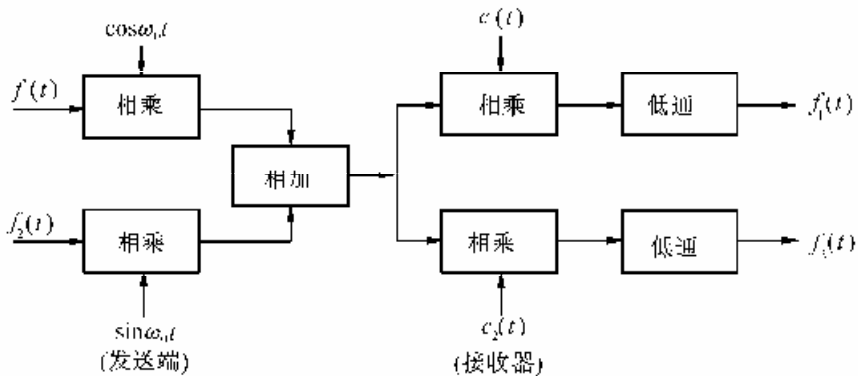 cosω₀t
c(t)
f(t)
相乘
相乘
低通
f₁(t)
相加
f₂(t)
相乘
相乘
低通
sinω₀t
c₂(t)
(发送端)
(接收器)